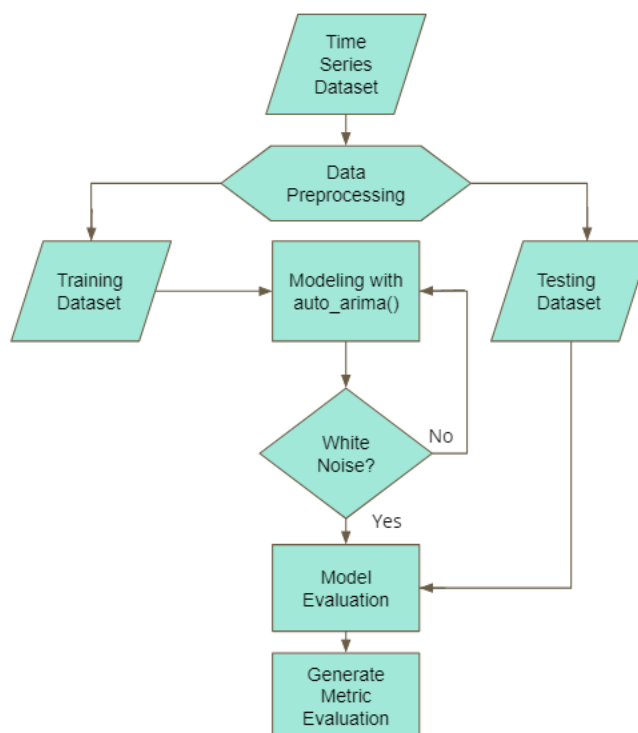 Time
Series
Dataset
Data
Preprocessing
Training
Dataset
Modeling with
auto_arima()
Testing
Dataset
White
Noise?
No
Yes
Model
Evaluation
Generate
Metric
Evaluation